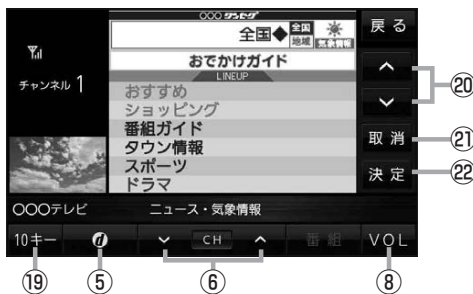 ○○○ ワンセグ
全国◆ 全国 地域 気象情報
戻る
おでかけガイド
LINEUP
チャンネル 1
おすすめ
ショッピング
番組ガイド
タウン情報
スポーツ
ドラマ
取消
決定
○○○テレビ ニュース・気象情報
10キー d CH 番組 VOL
⑳
㉑
㉒
⑲ ⑤ ⑥ ⑧